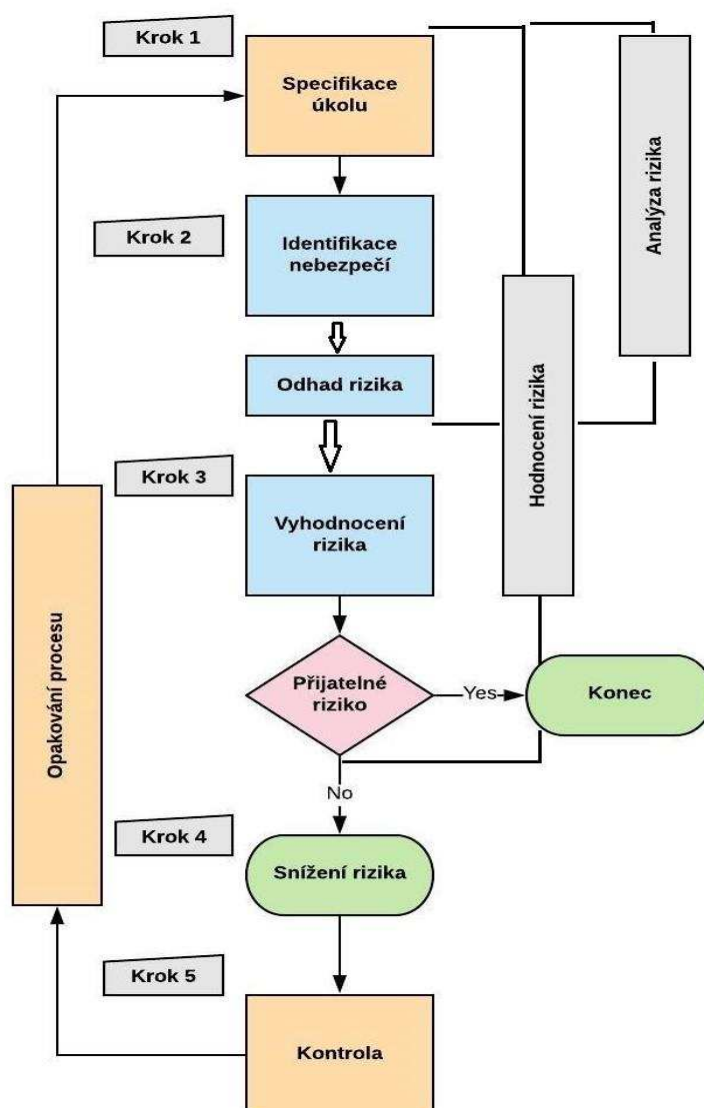 Krok 1
Specifikace
úkolu
Analýza rizika
Krok 2
Identifikace
nebezpečí
Odhad rizika
Hodnocení rizika
Krok 3
Vyhodnocení
rizika
Opakování procesu
Přijatelné
riziko
Yes
Konec
No
Krok 4
Snížení rizika
Krok 5
Kontrola